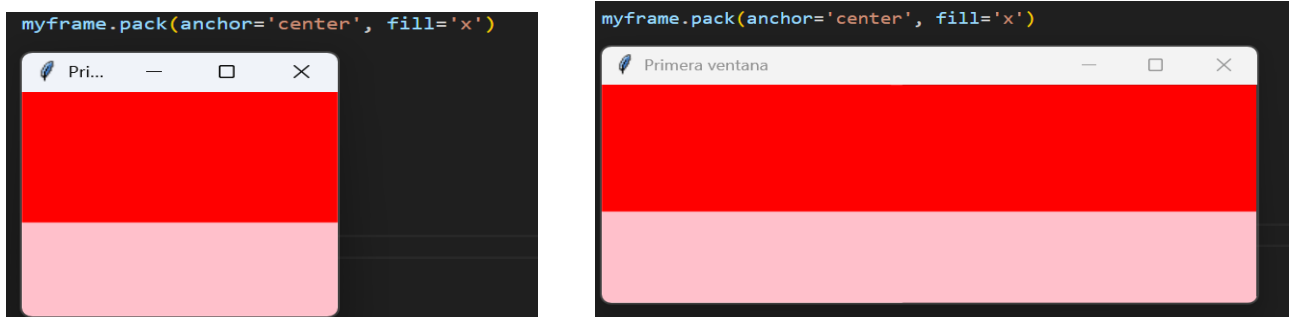 myframe.pack(anchor='center', fill='x')
Pri...
myframe.pack(anchor='center', fill='x')
Primera ventana